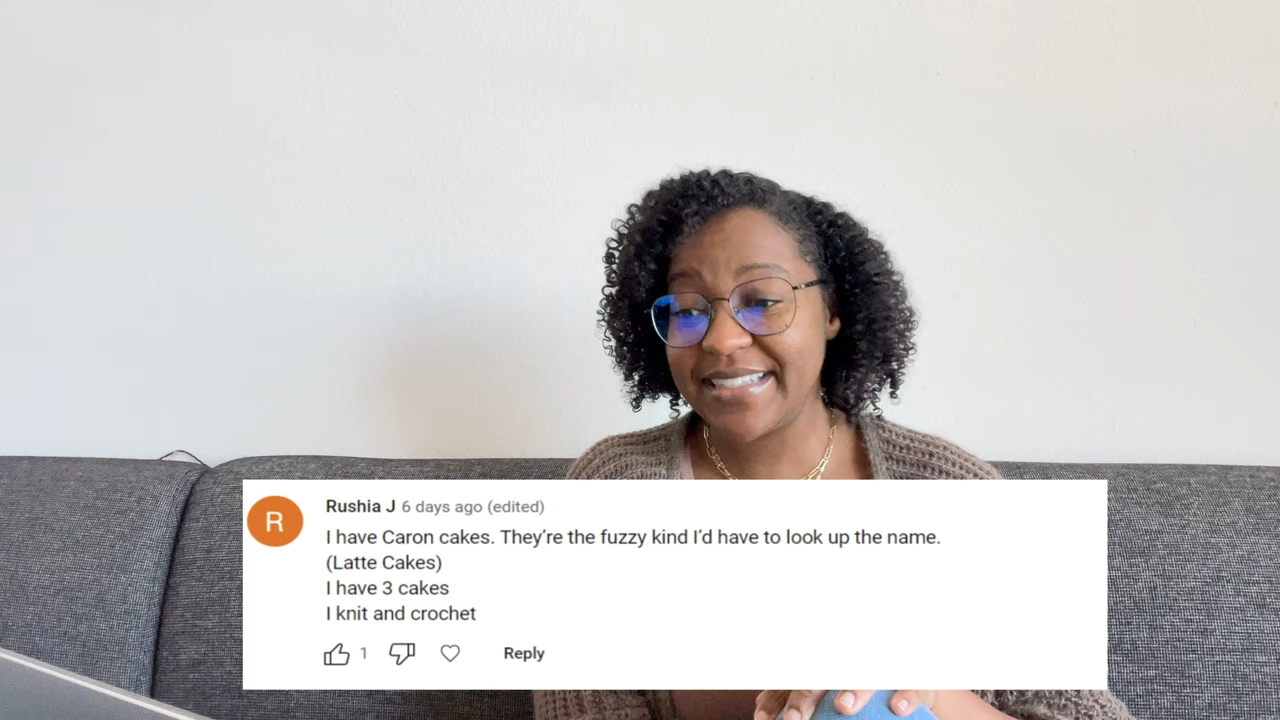 R
Rushia J 6 days ago (edited)
I have Caron cakes. They’re the fuzzy kind I’d have to look up the name.
(Latte Cakes)
I have 3 cakes
I knit and crochet
1 Reply